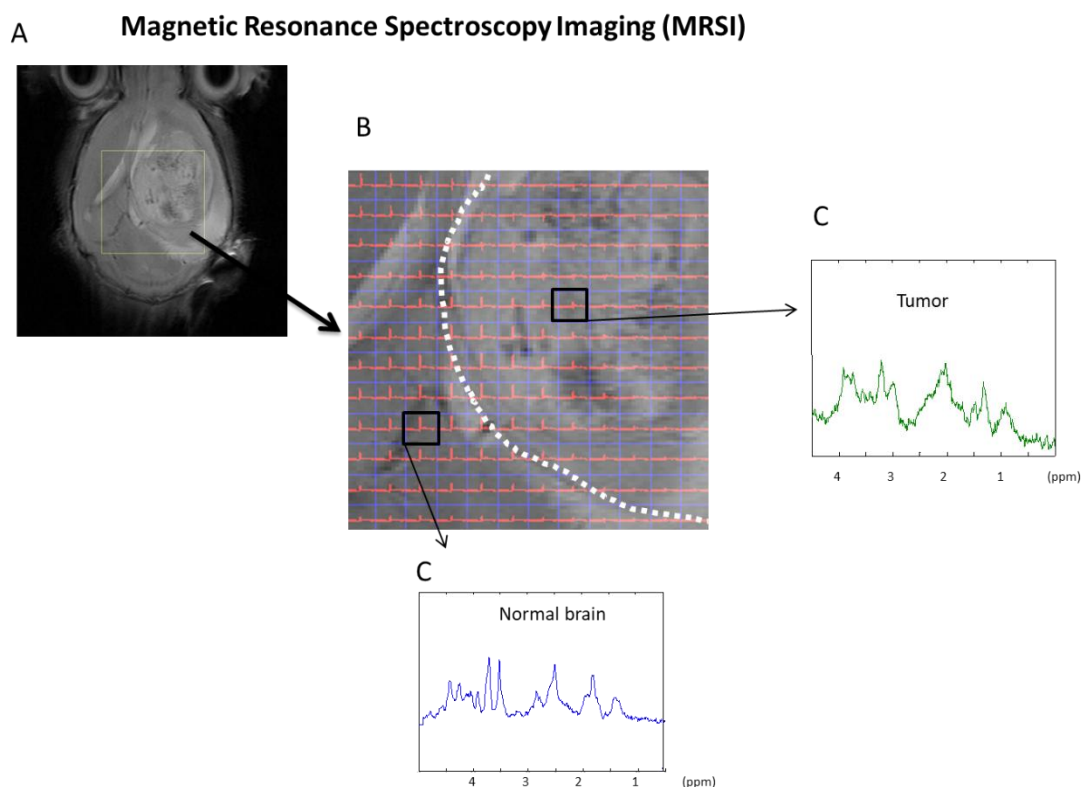 Magnetic Resonance Spectroscopy Imaging (MRSI)
A
B
C
Tumor
4 3 2 1 (ppm)
C
Normal brain
4 3 2 1 (ppm)